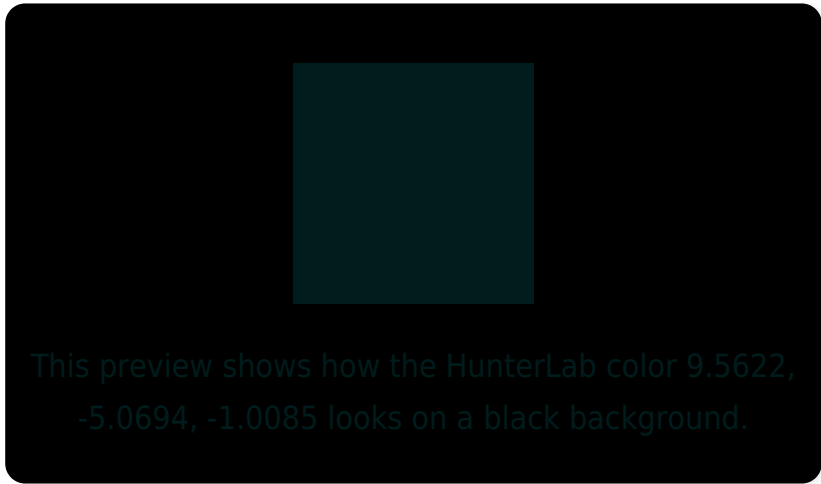 This preview shows how the HunterLab color 9.5622,
-5.0694, -1.0085 looks on a black background.